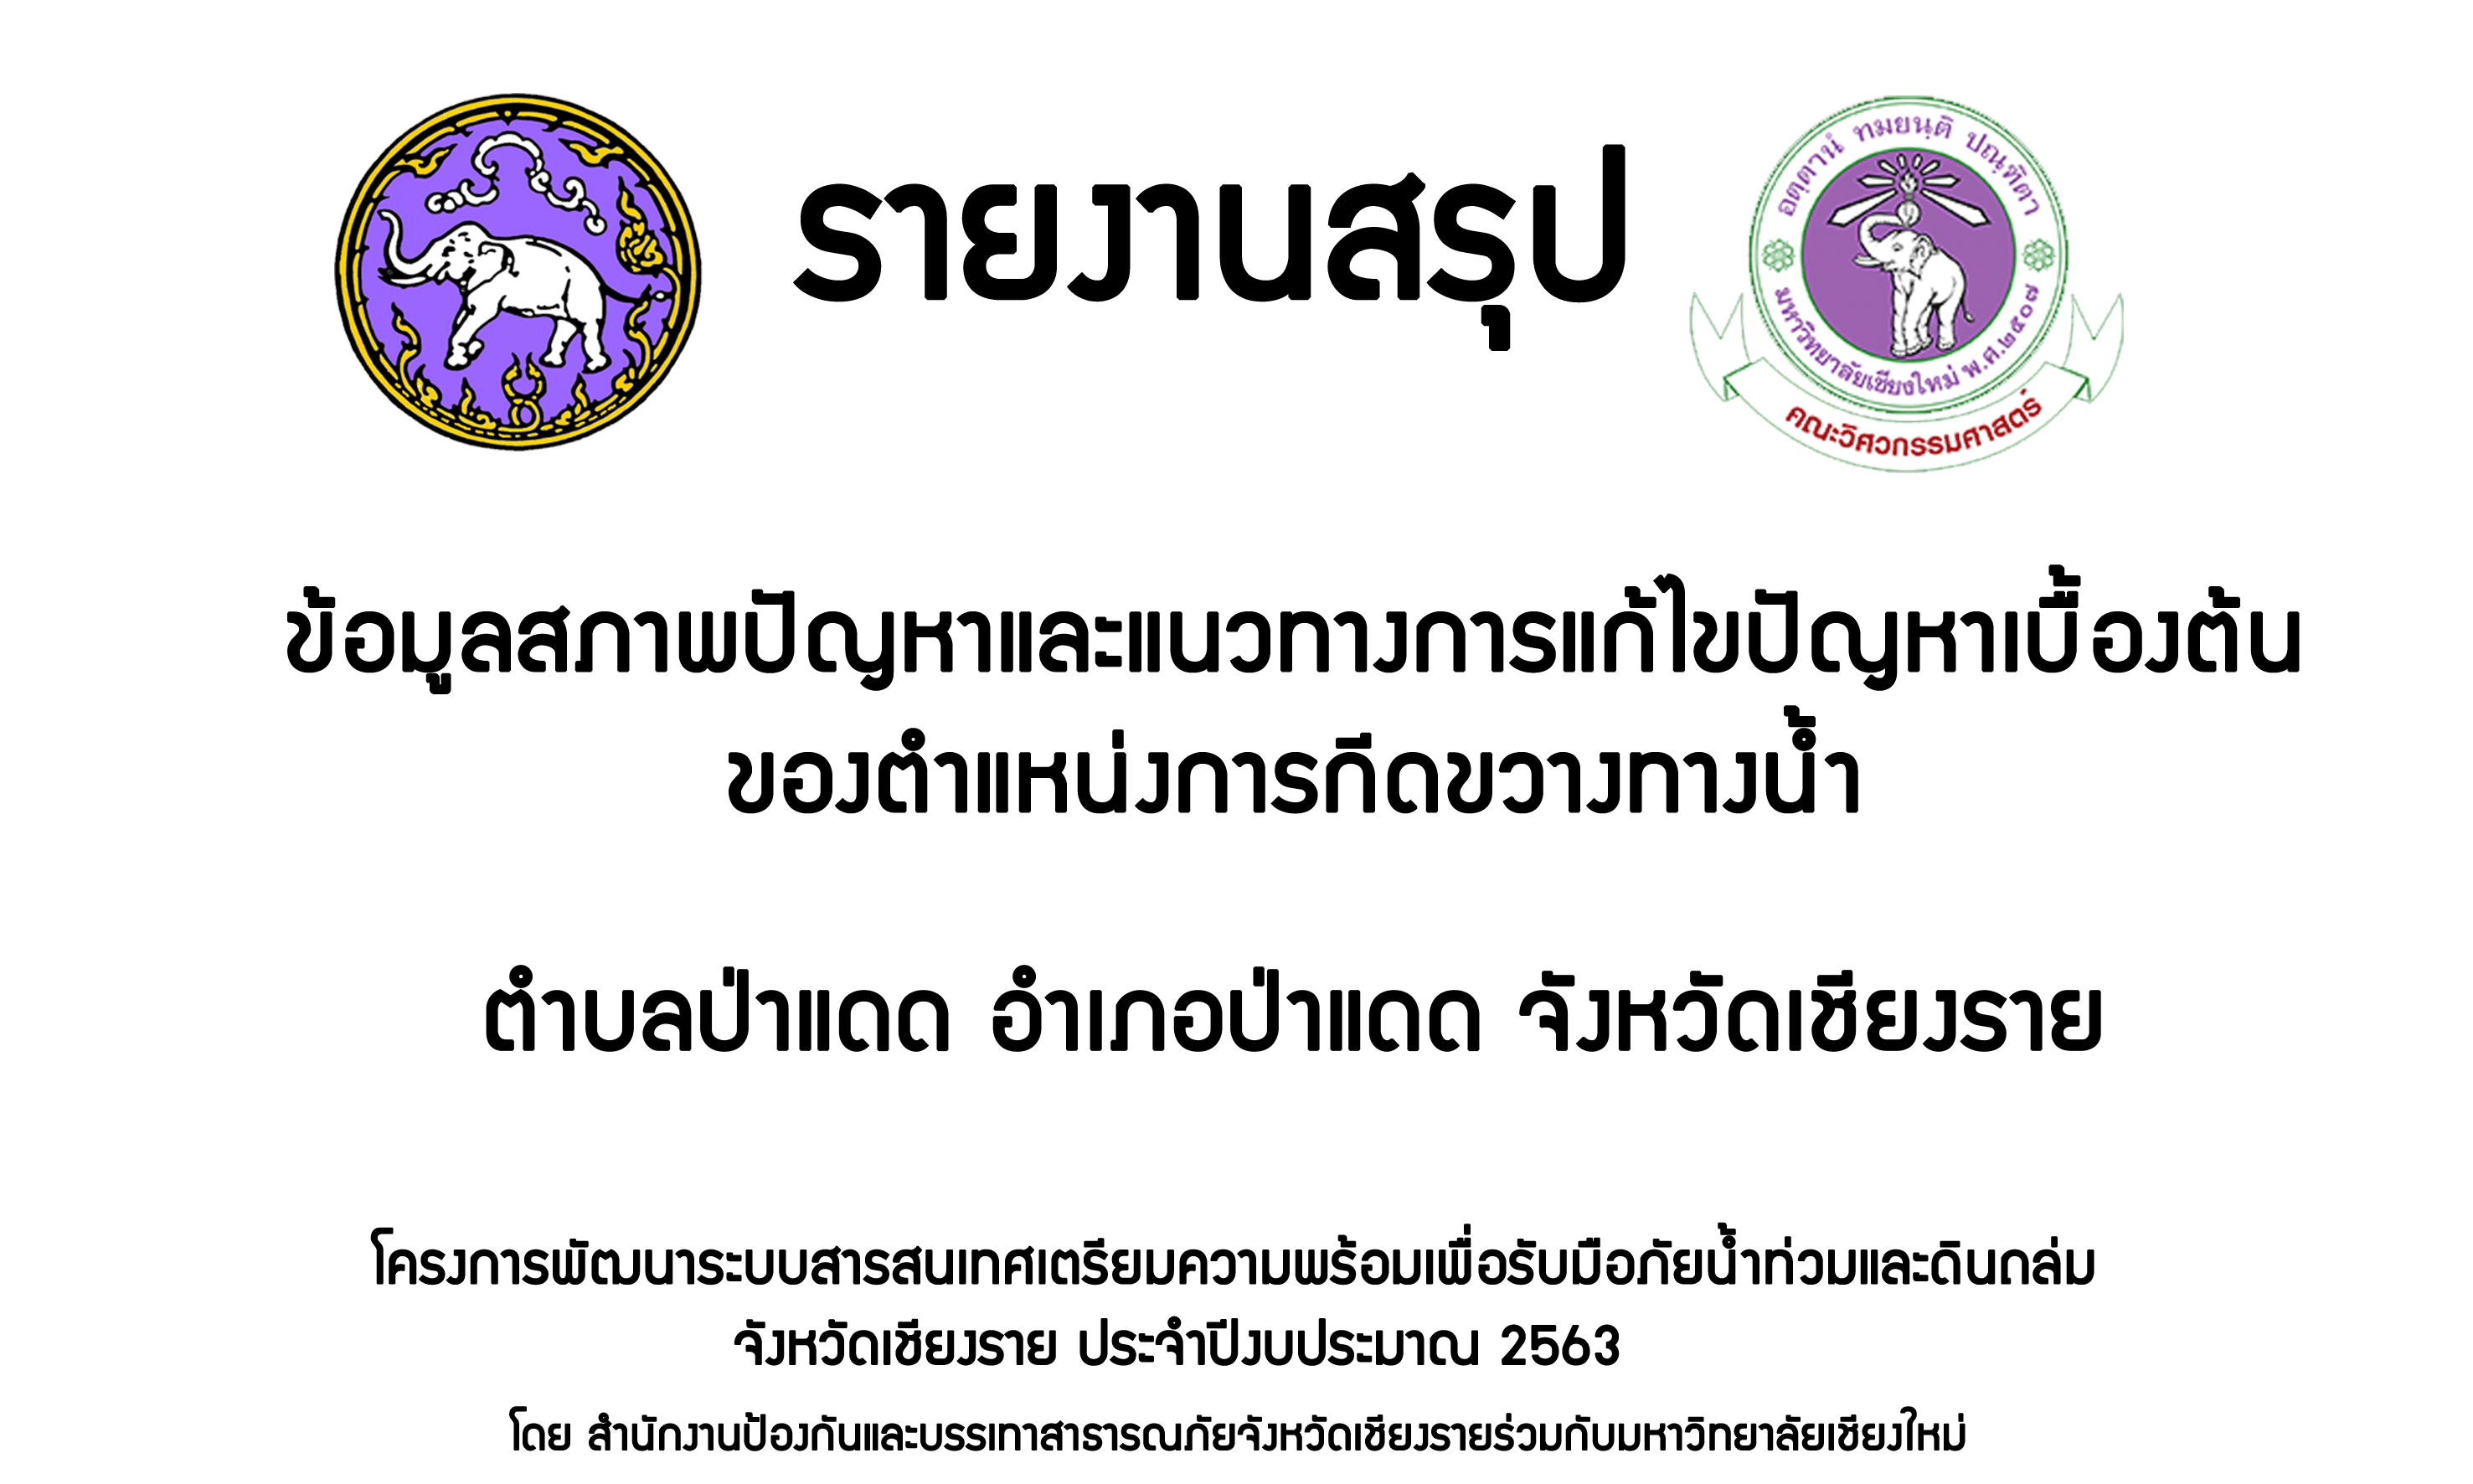 รายงานสรุป
อตฺตานํ ทมยนฺติ ปณฺฑิตา
มหาวิทยาลัยเชียงใหม่ พ.ศ.๒๕๐๗
คณะวิศวกรรมศาสตร์
ข้อมูลสภาพปัญหาและแนวทางการแก้ไขปัญหาเบื้องต้น
ของตำแหน่งการกีดขวางทางน้ำ
ตำบลป่าแดด อำเภอป่าแดด จังหวัดเชียงราย
โครงการพัฒนาระบบสารสนเทศเตรียมความพร้อมเพื่อรับมือภัยน้ำท่วมและดินถล่ม
จังหวัดเชียงราย ประจำปีงบประมาณ 2563
โดย สำนักงานป้องกันและบรรเทาสาธารณภัยจังหวัดเชียงรายร่วมกับมหาวิทยาลัยเชียงใหม่